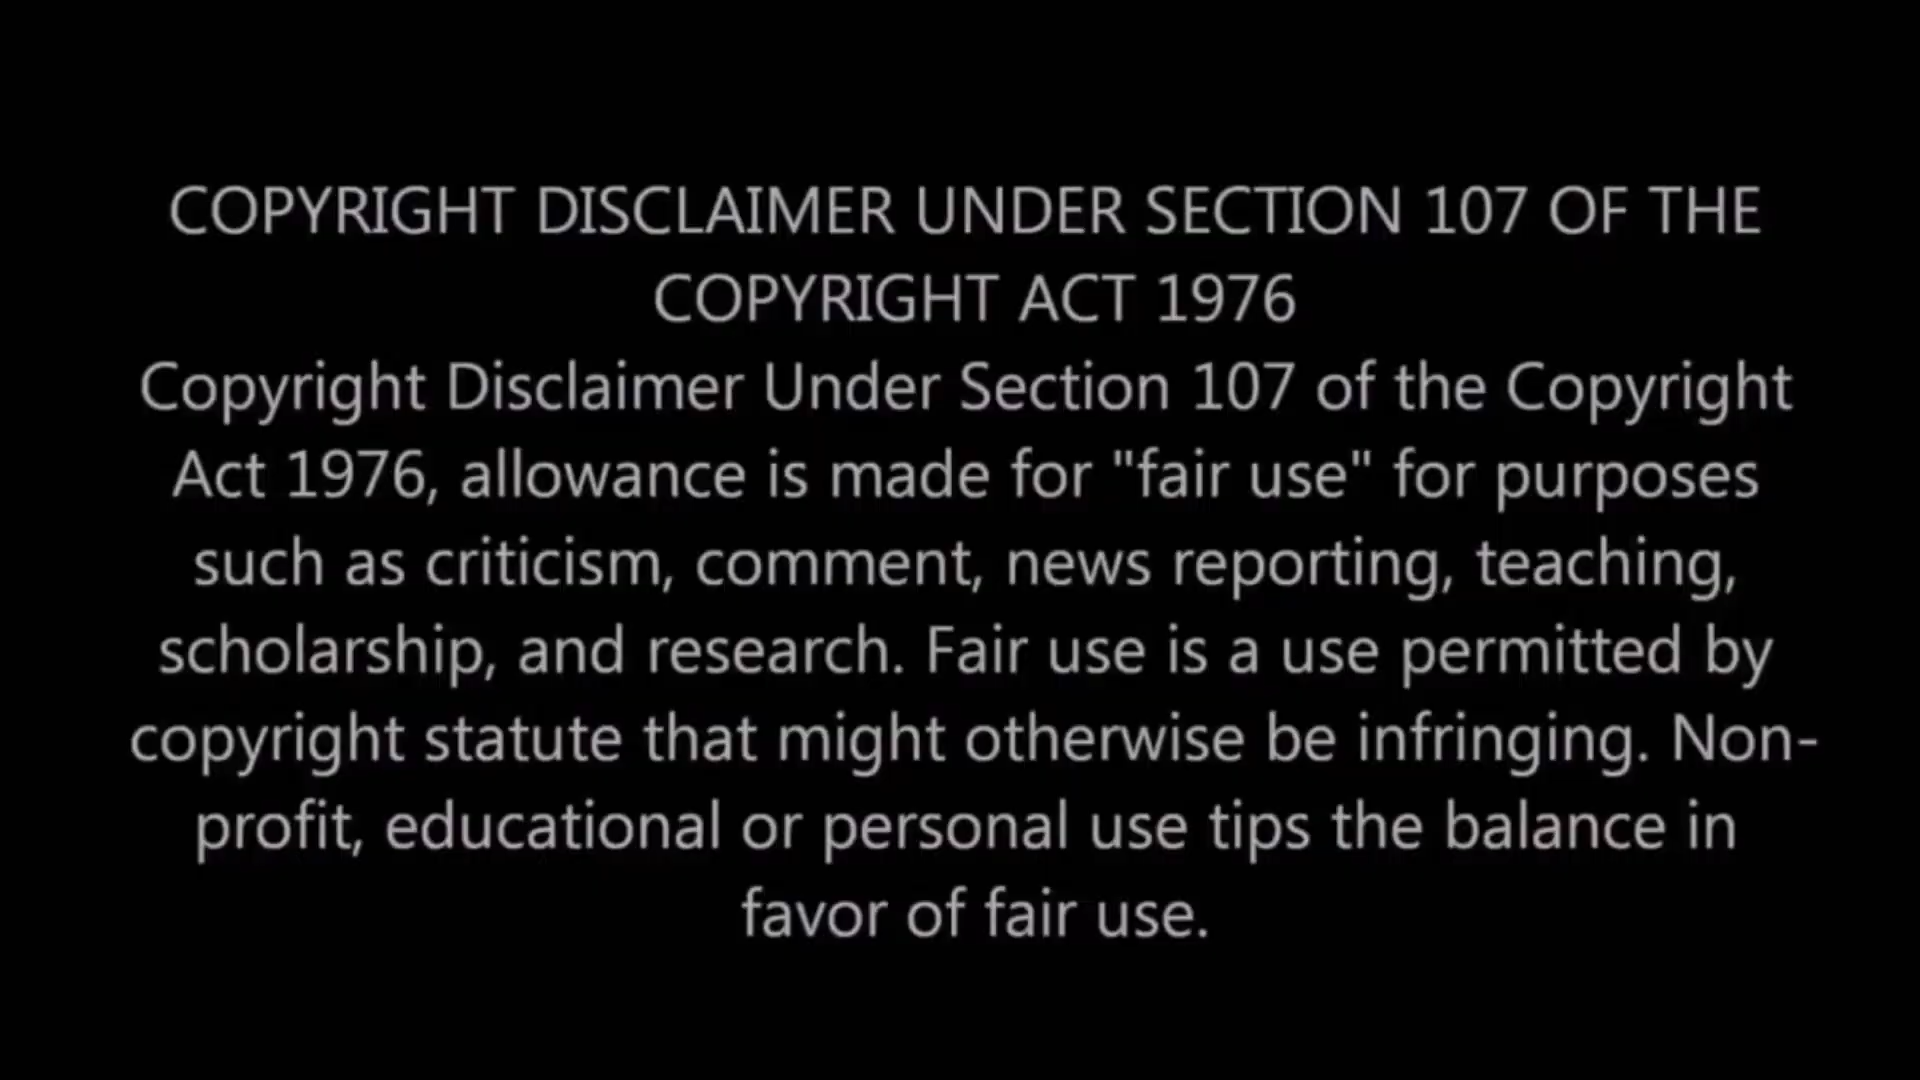 COPYRIGHT DISCLAIMER UNDER SECTION 107 OF THE
COPYRIGHT ACT 1976
Copyright Disclaimer Under Section 107 of the Copyright
Act 1976, allowance is made for "fair use" for purposes
such as criticism, comment, news reporting, teaching,
scholarship, and research. Fair use is a use permitted by
copyright statute that might otherwise be infringing. Non-
profit, educational or personal use tips the balance in
favor of fair use.